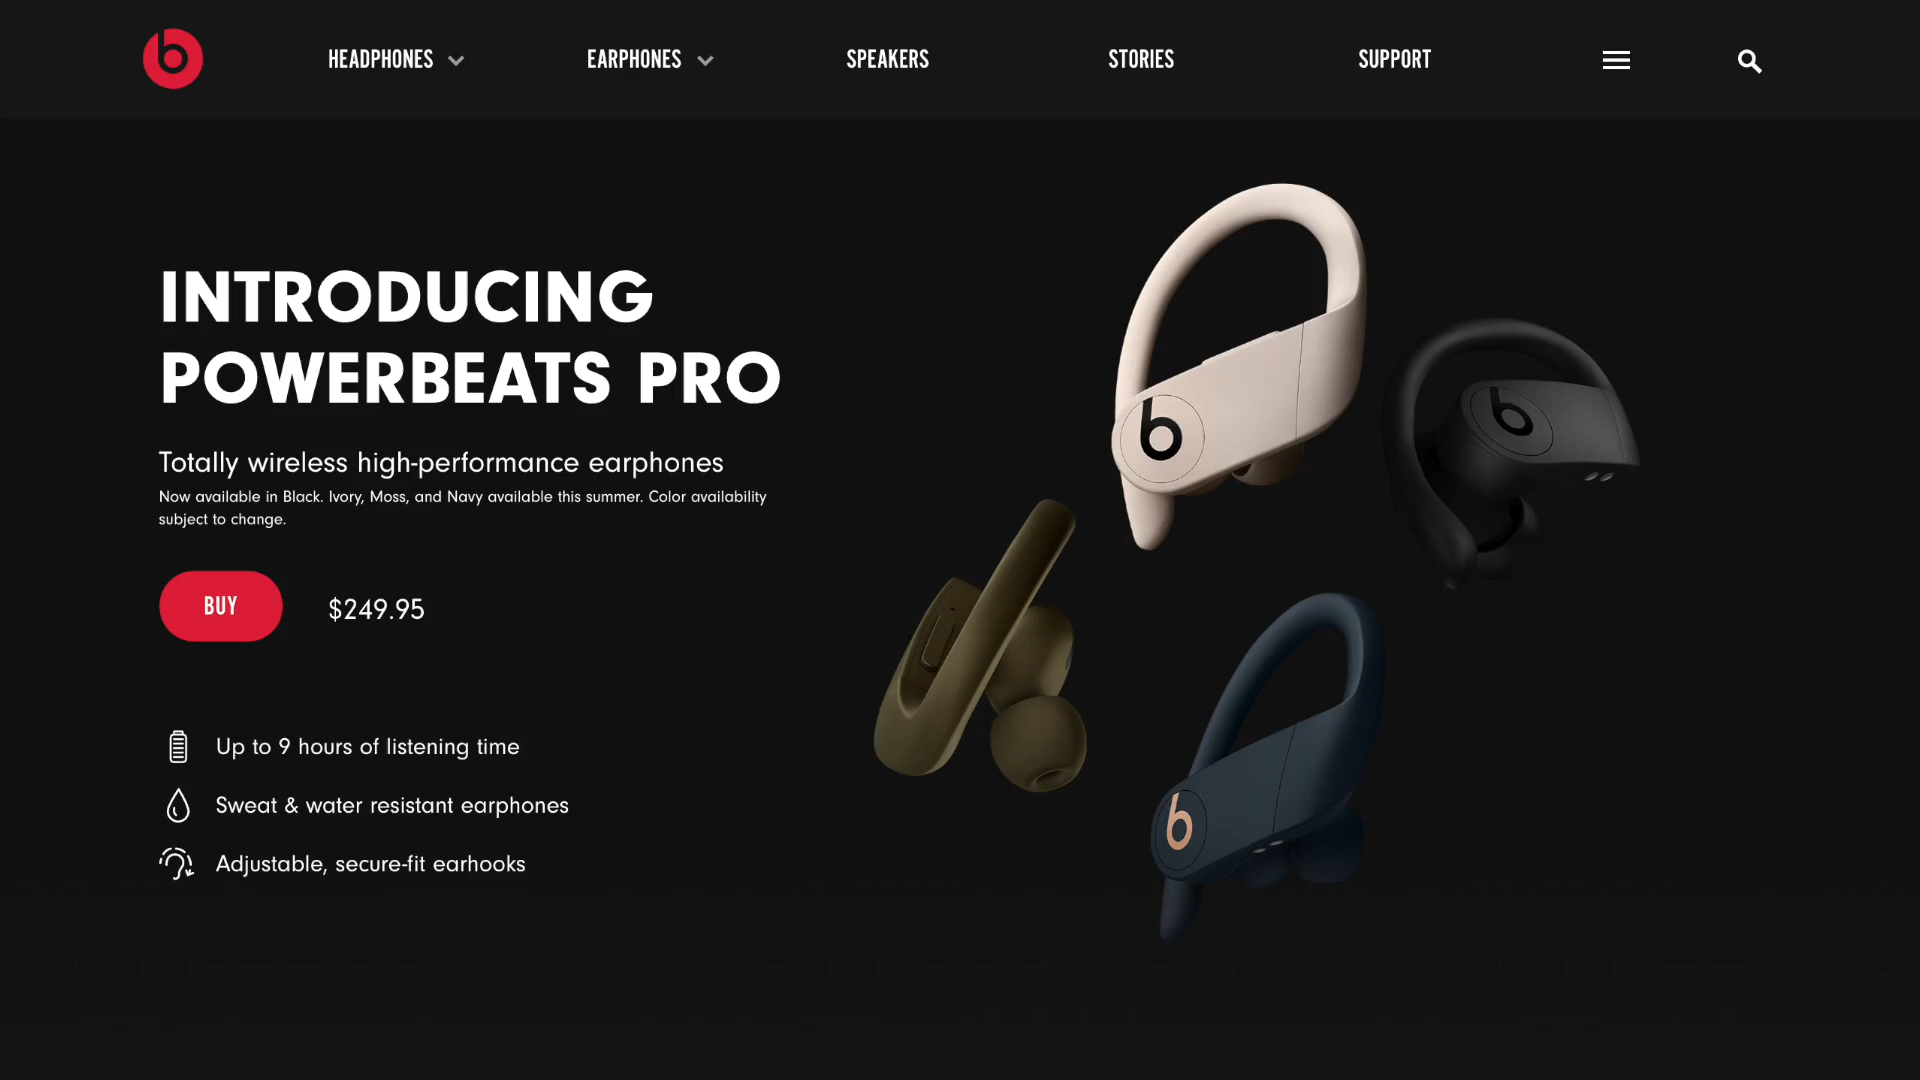 HEADPHONES
EARPHONES
SPEAKERS
STORIES
SUPPORT
INTRODUCING
POWERBEATS PRO
Totally wireless high-performance earphones
Now available in Black. Ivory, Moss, and Navy available this summer. Color availability
subject to change.
BUY
$249.95
Up to 9 hours of listening time
Sweat & water resistant earphones
Adjustable, secure-fit earhooks